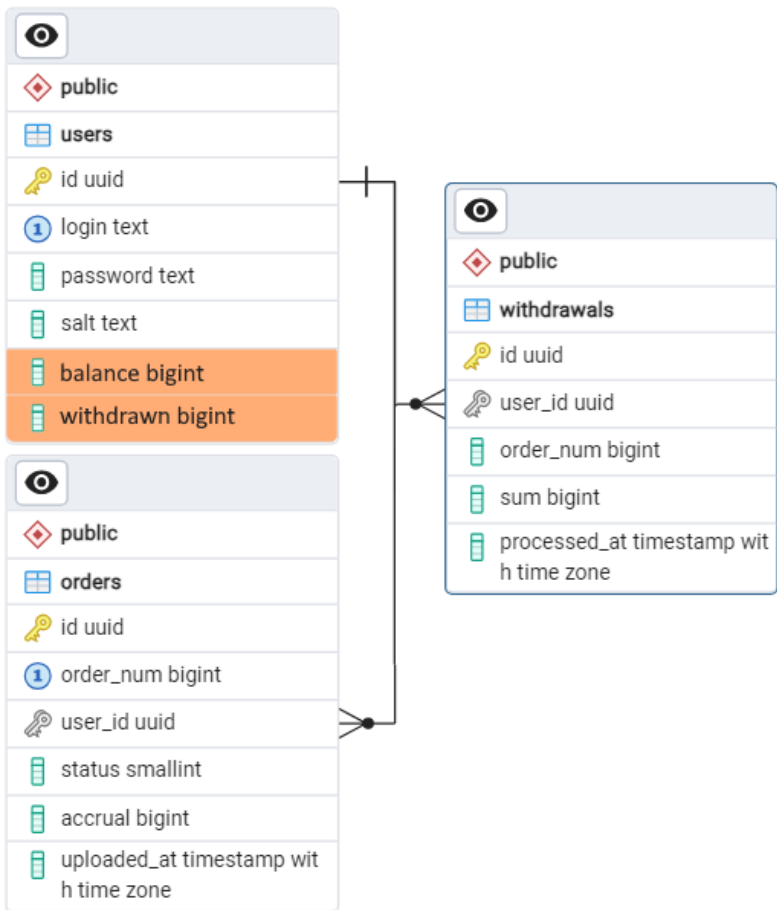 public
users
id uuid
1 login text
password text
salt text
balance bigint
withdrawn bigint
public
orders
id uuid
1 order_num bigint
user_id uuid
status smallint
accrual bigint
uploaded_at timestamp wit
h time zone
public
withdrawals
id uuid
user_id uuid
order_num bigint
sum bigint
processed_at timestamp wit
h time zone